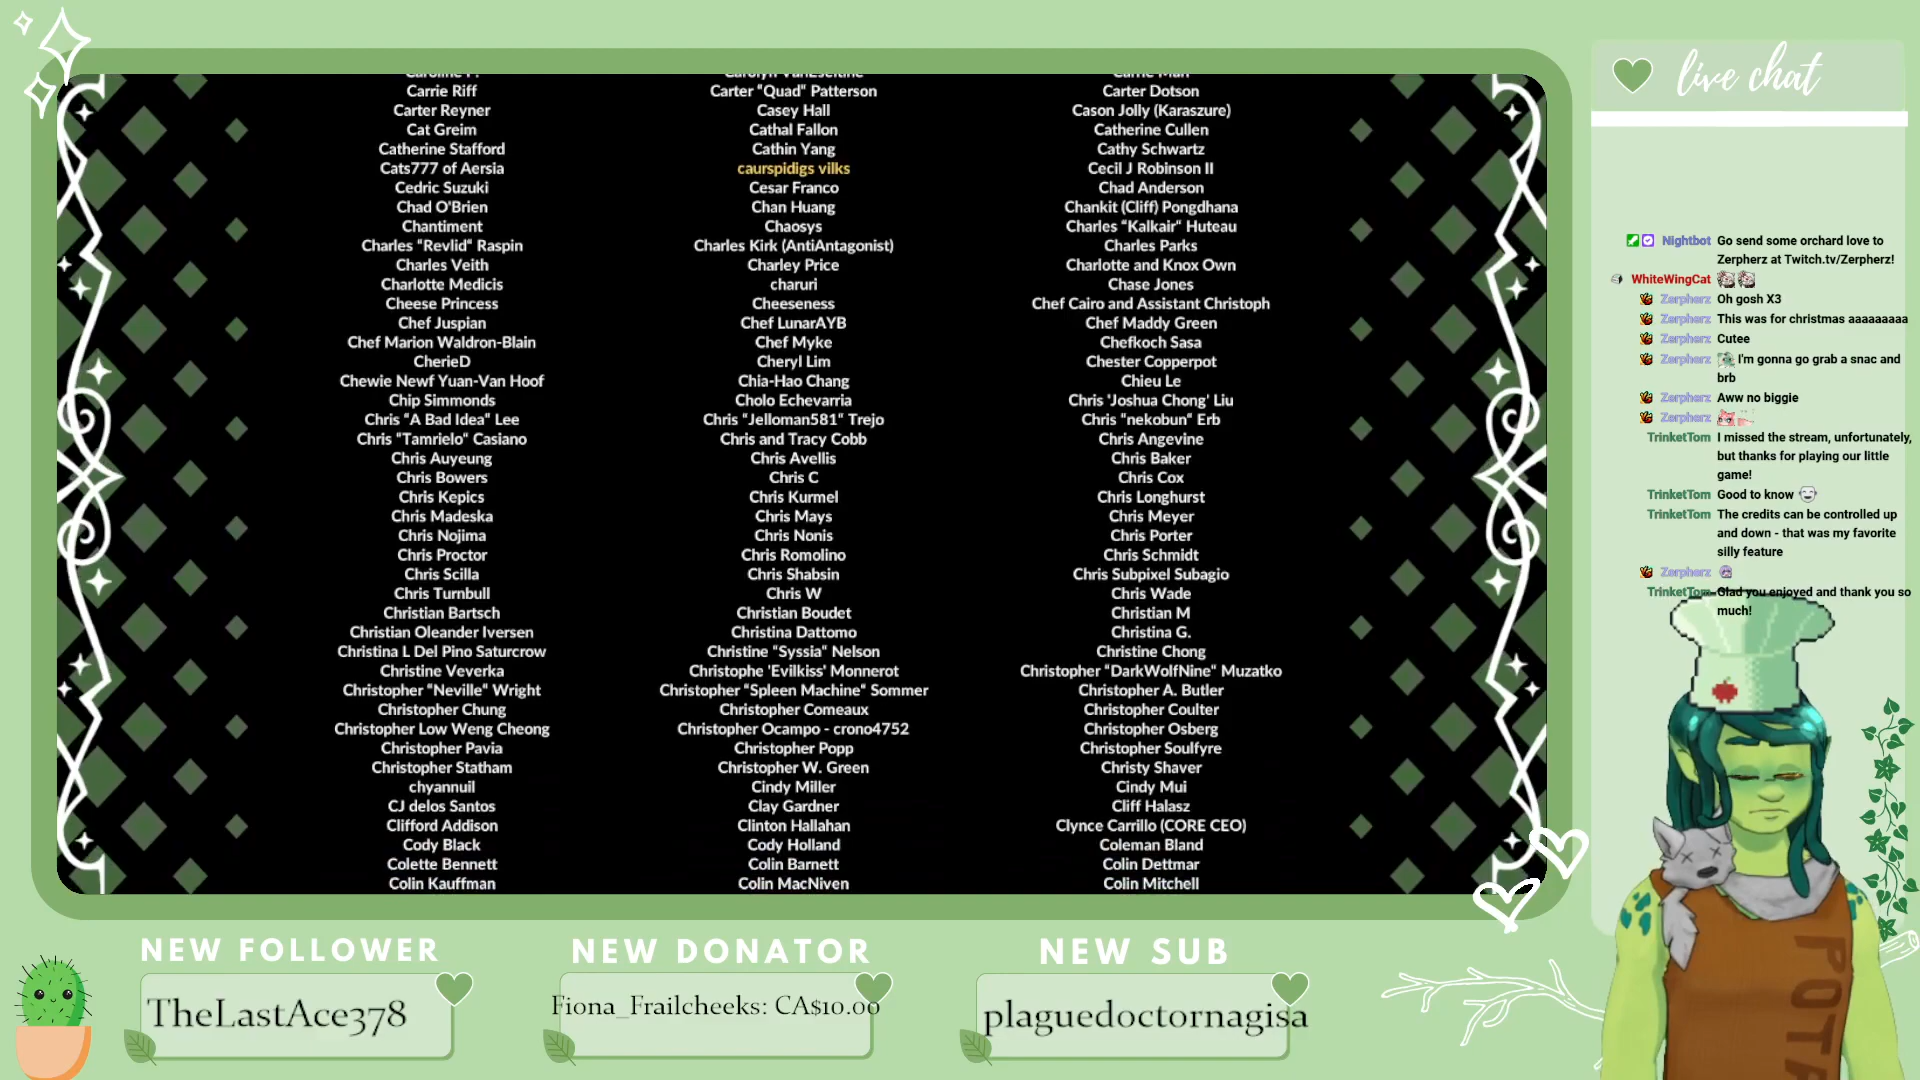 live chat
Carrie Riff
Carter "Quad" Patterson
Carter Dotson
Carter Reyner
Casey Hall
Cason Jolly (Karaszure)
Cat Greim
Cathal Fallon
Catherine Cullen
Catherine Stafford
Cathin Yang
Cathy Schwartz
Cats777 of Aersia
caurspidigs vilks
Cecil J Robinson II
Cedric Suzuki
Cesar Franco
Chad Anderson
Chad O'Brien
Chan Huang
Chankit (Cliff) Pongdhana
Chantiment
Chaosys
Charles "Kalkair" Huteau
Charles "Revlid" Raspin
Charles Kirk (AntiAntagonist)
Charles Parks
Charles Veith
Charley Price
Charlotte and Knox Own
Charlotte Medicis
charuri
Chase Jones
Cheese Princess
Cheeseness
Chef Cairo and Assistant Christoph
Chef Juspian
Chef LunarAYB
Chef Maddy Green
Chef Marion Waldron-Blain
Chef Myke
Chefkoch Sasa
CherieD
Cheryl Lim
Chester Copperpot
Chewie Newf Yuan-Van Hoof
Chia-Hao Chang
Chieu Le
Chip Simmonds
Cholo Echevarria
Chris 'Joshua Chong' Liu
Chris "A Bad Idea" Lee
Chris "Jelloman581" Trejo
Chris "nekobun" Erb
Chris "Tamrielo" Casiano
Chris and Tracy Cobb
Chris Angevine
Chris Auyeung
Chris Avellis
Chris Baker
Chris Bowers
Chris C
Chris Cox
Chris Kepics
Chris Kurmel
Chris Longhurst
Chris Madeska
Chris Mays
Chris Meyer
Chris Nojima
Chris Nonis
Chris Porter
Chris Proctor
Chris Romolino
Chris Schmidt
Chris Scilla
Chris Shabsin
Chris Subpixel Subagio
Chris Turnbull
Chris W
Chris Wade
Christian Bartsch
Christian Boudet
Christian M
Christian Oleander Iversen
Christina Dattomo
Christina G.
Christina L Del Pino Saturcrow
Christine "Syssia" Nelson
Christine Chong
Christine Veverka
Christophe 'Evilkiss' Monnerot
Christopher "DarkWolfNine" Muzatko
Christopher "Neville" Wright
Christopher "Spleen Machine" Sommer
Christopher A. Butler
Christopher Chung
Christopher Comeaux
Christopher Coulter
Christopher Low Weng Cheong
Christopher Ocampo - crono4752
Christopher Osberg
Christopher Pavia
Christopher Popp
Christopher Soulfyre
Christopher Statham
Christopher W. Green
Christy Shaver
chyannuil
Cindy Miller
Cindy Mui
CJ delos Santos
Clay Gardner
Cliff Halasz
Clifford Addison
Clinton Hallahan
Clynce Carrillo (CORE CEO)
Cody Black
Cody Holland
Coleman Bland
Colette Bennett
Colin Barnett
Colin Dettmar
Colin Kauffman
Colin MacNiven
Colin Mitchell
Nightbot Go send some orchard love to
Zerpherz at Twitch.tv/Zerpherz!
WhiteWingCat
Zerpherz Oh gosh X3
Zerpherz This was for christmas aaaaaaaaa
Zerpherz Cutee
Zerpherz I'm gonna go grab a snac and
brb
Zerpherz Aww no biggie
Zerpherz
TrinketTom I missed the stream, unfortunately,
but thanks for playing our little
game!
TrinketTom Good to know
TrinketTom The credits can be controlled up
and down - that was my favorite
silly feature
Zerpherz
TrinketTom Glad you enjoyed and thank you so
much!
POTA
NEW FOLLOWER
TheLastAce378
NEW DONATOR
Fiona_Frailcheeks: CA$10.00
NEW SUB
plaguedoctornagisa